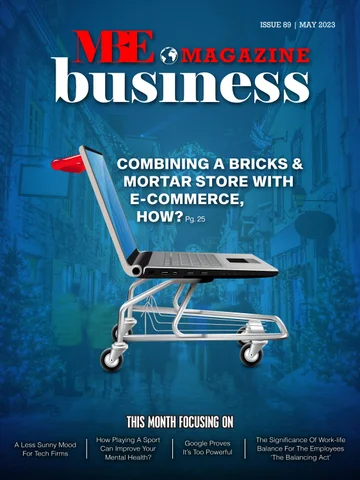 ISSUE 89 | MAY 2023
MBE MAGAZINE
business
COMBINING A BRICKS &
MORTAR STORE WITH
E-COMMERCE,
HOW? Pg. 25
THIS MONTH FOCUSING ON
A Less Sunny Mood
For Tech Firms
How Playing A Sport
Can Improve Your
Mental Health?
Google Proves
It's Too Powerful
The Significance Of Work-life
Balance For The Employees
'The Balancing Act'